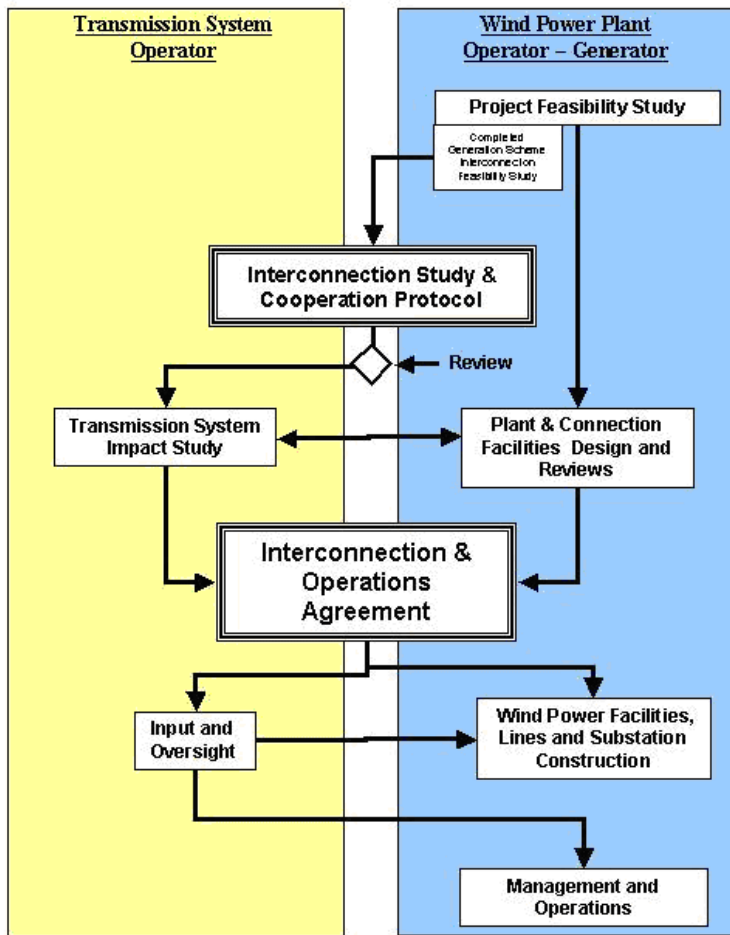 Transmission System
Operator
Wind Power Plant
Operator – Generator
Project Feasibility Study
Completed
Generation Scheme
Interconnecion
Feasibility Study
Interconnection Study &
Cooperation Protocol
Review
Transmission System
Impact Study
Plant & Connection
Facilities Design and
Reviews
Interconnection &
Operations
Agreement
Input and
Oversight
Wind Power Facilities,
Lines and Substation
Construction
Management and
Operations